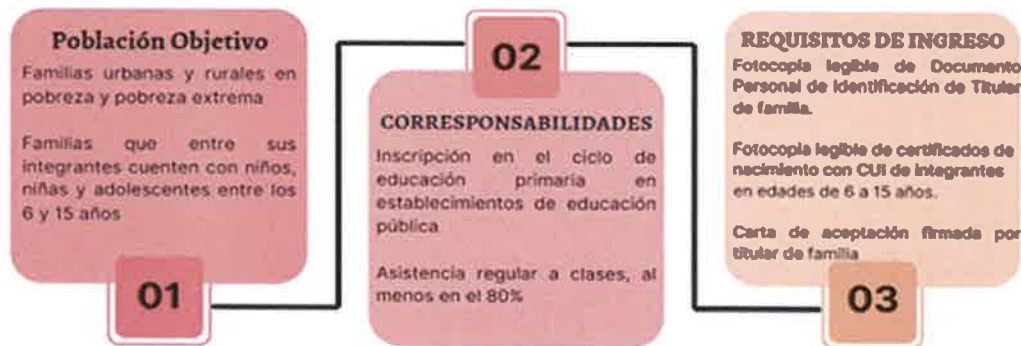 Población Objetivo
Familias urbanas y rurales en
pobreza y pobreza extrema
Familias que entre sus
integrantes cuenten con niños,
niñas y adolescentes entre los
6 y 15 años
01
02
CORRESPONSABILIDADES
Inscripción en el ciclo de
educación primaria en
establecimientos de educación
pública
Asistencia regular a clases, al
menos en el 80%
REQUISITOS DE INGRESO
Fotocopia legible de Documento
Personal de Identificación de Titular
de familia.
Fotocopia legible de certificados de
nacimiento con CUI de integrantes
en edades de 6 a 15 años.
Carta de aceptación firmada por
titular de familia
03